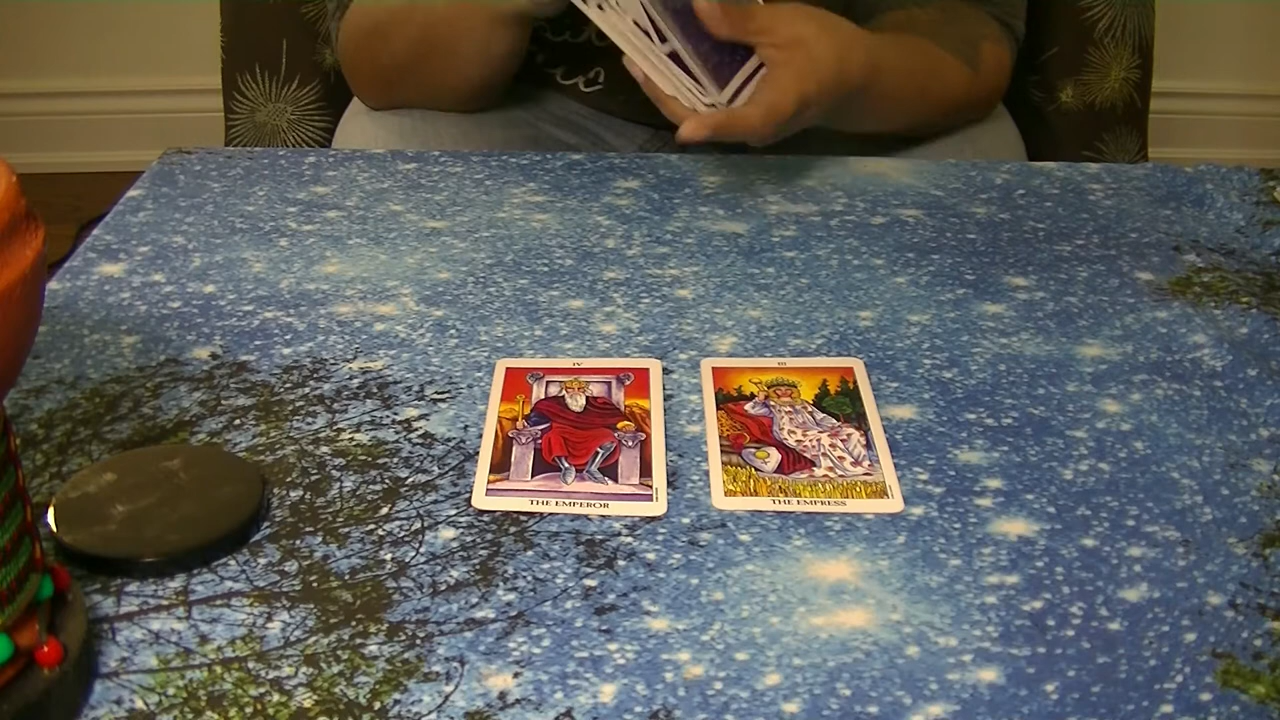 IV
THE EMPEROR
III
THE EMPRESS